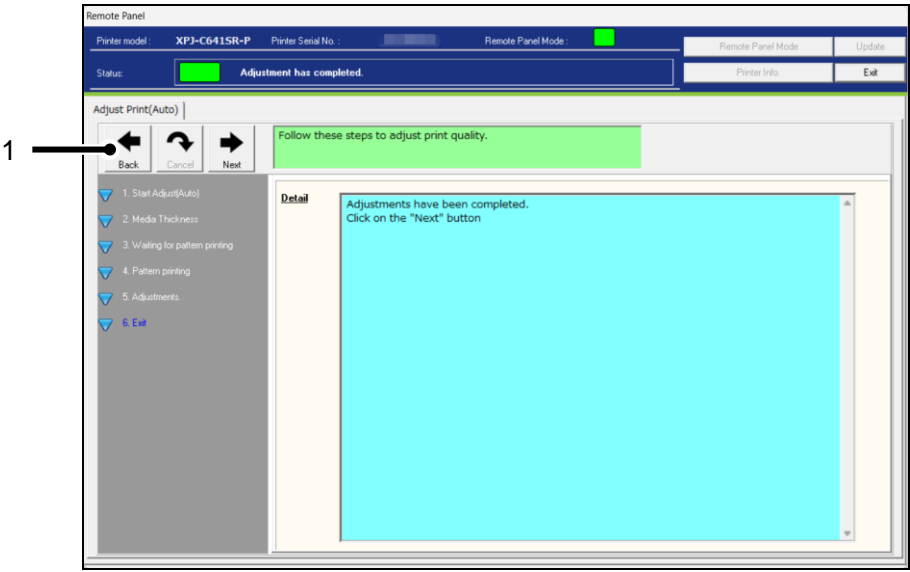 Remote Panel
Printer model : XPJ-C641SR-P Printer Serial No. : Remote Panel Mode :
Remote Panel Mode Update
Status: Adjustment has completed.
Printer Info. Exit
Adjust Print(Auto)
1
Back Cancel Next
Follow these steps to adjust print quality.
1. Start Adjust(Auto)
2. Media Thickness
3. Waiting for pattern printing
4. Pattern printing
5. Adjustments.
6. Exit
Detail
Adjustments have been completed.
Click on the "Next" button